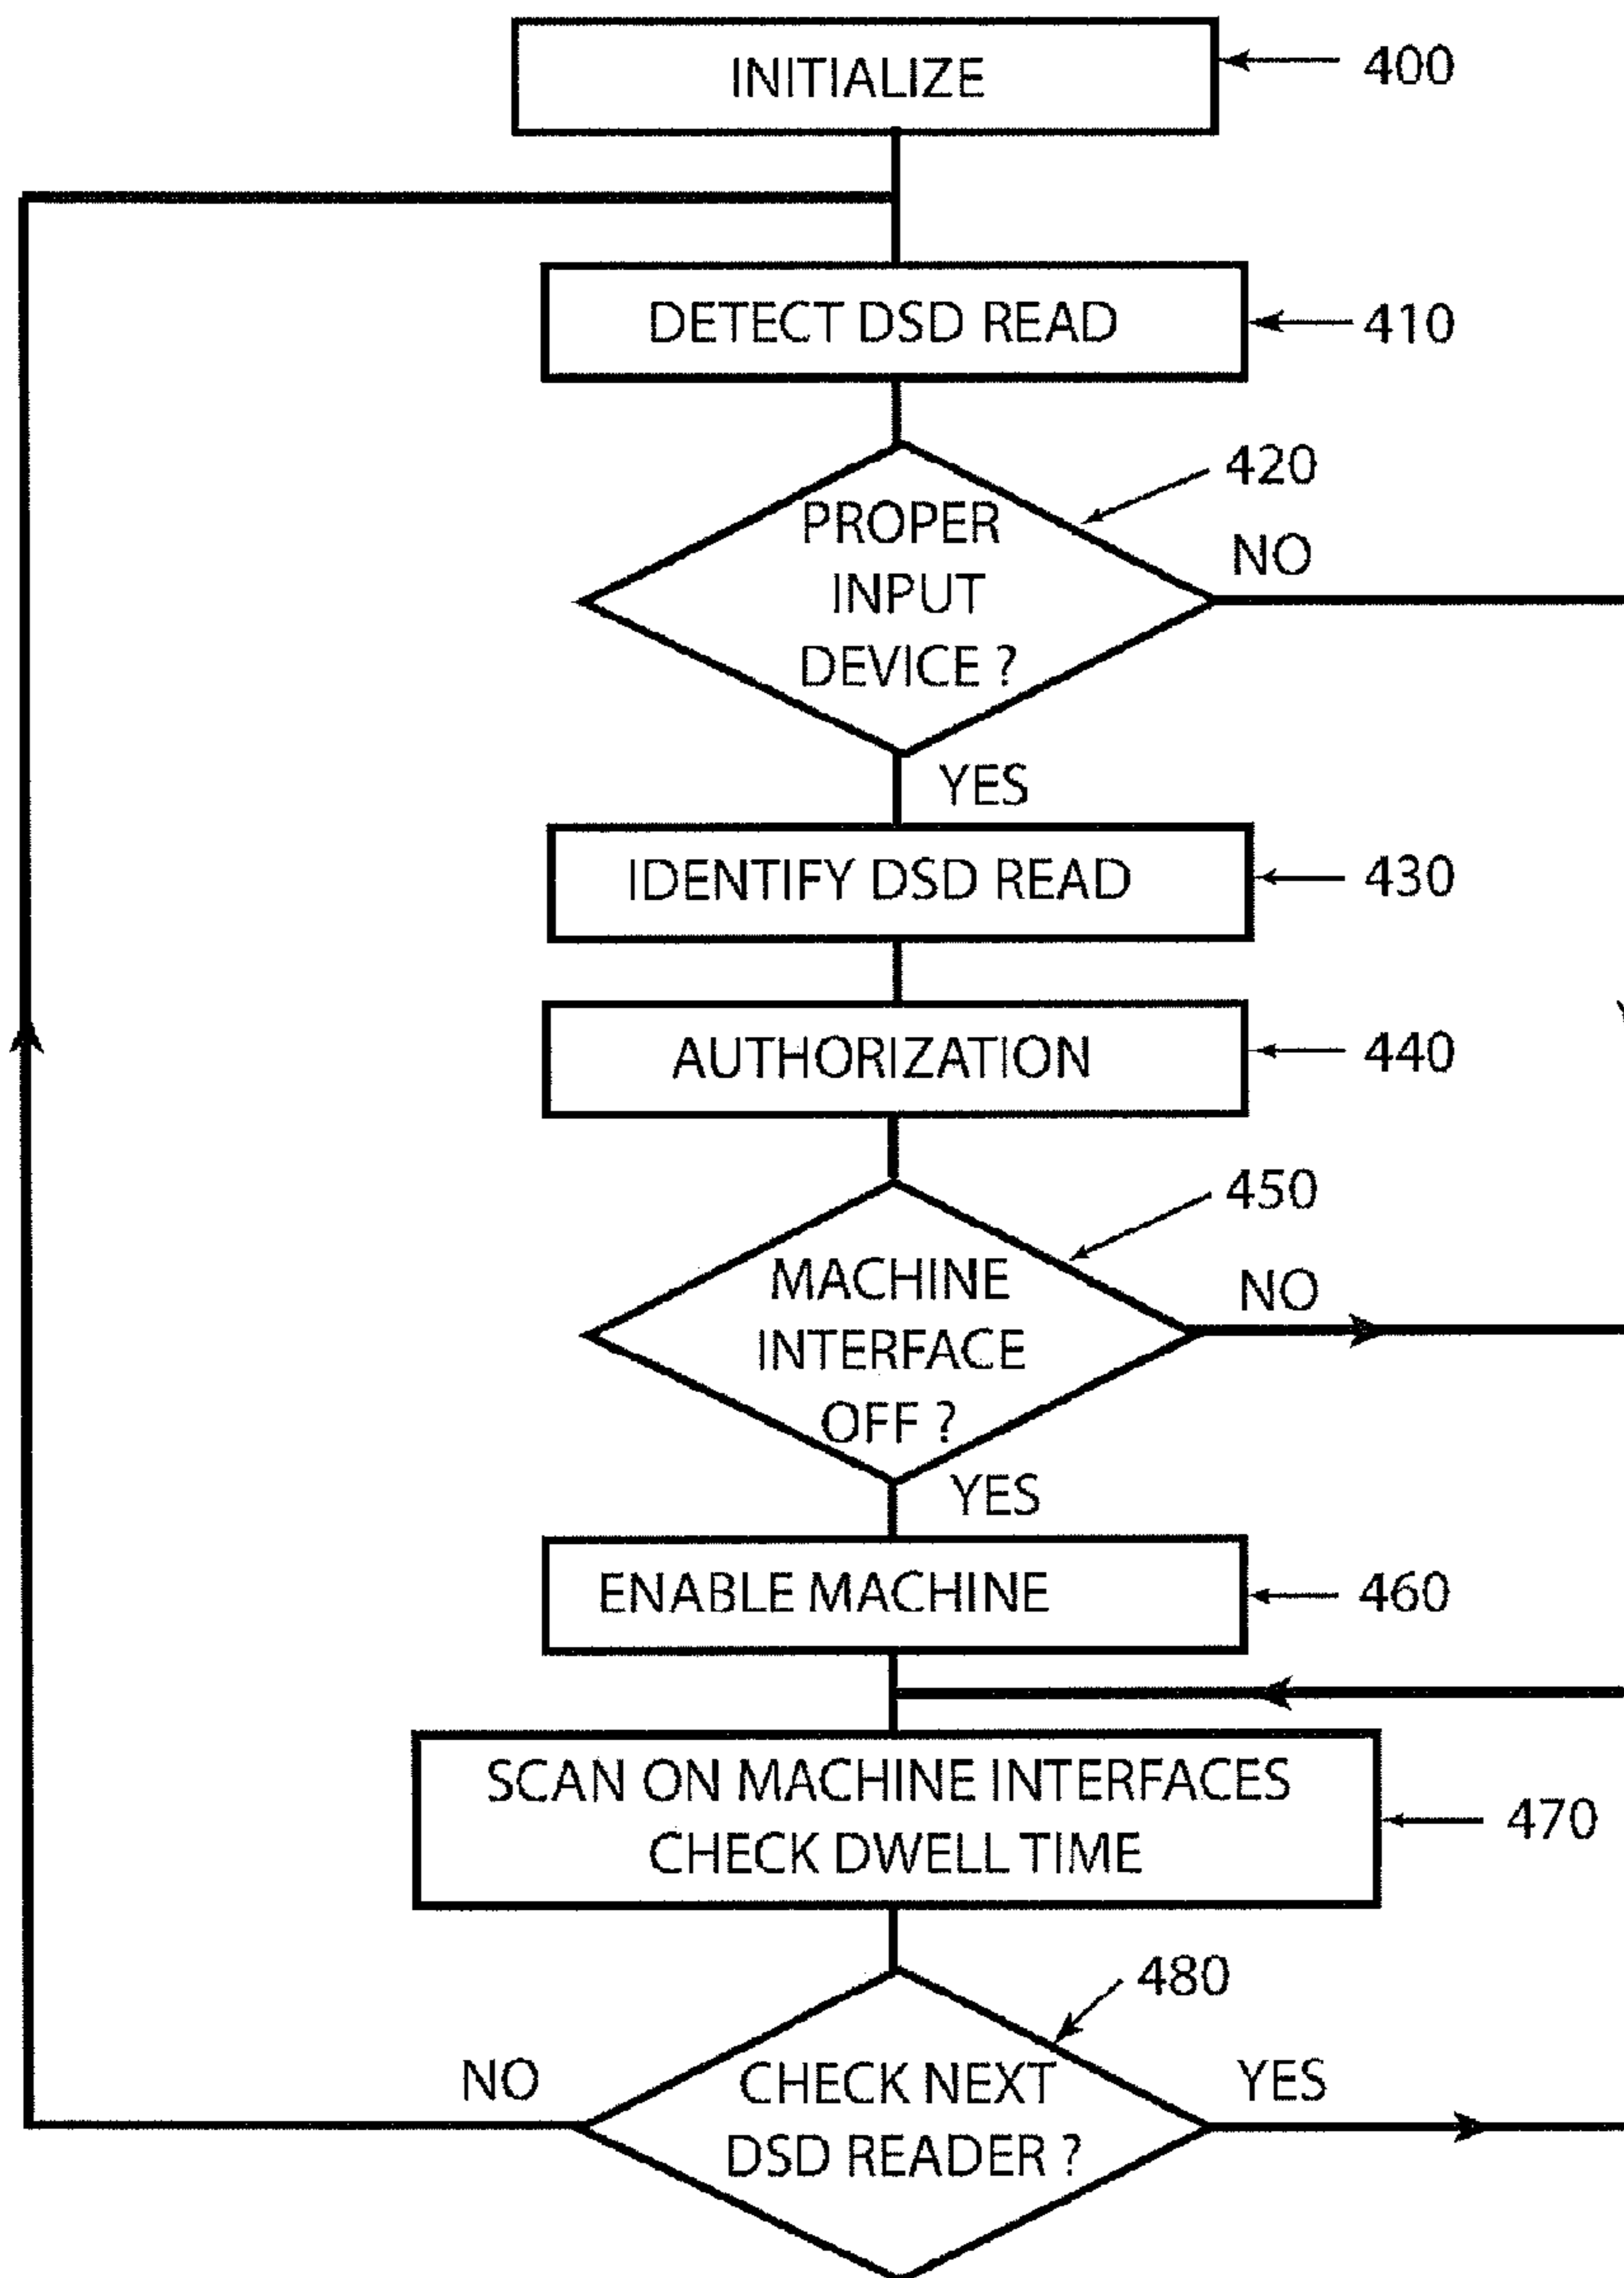 INITIALIZE
400
DETECT DSD READ
410
420
PROPER
INPUT
DEVICE ?
NO
YES
IDENTIFY DSD READ
430
AUTHORIZATION
440
450
MACHINE
INTERFACE
OFF ?
NO
YES
ENABLE MACHINE
460
SCAN ON MACHINE INTERFACES
CHECK DWELL TIME
470
480
NO
CHECK NEXT
DSD READER ?
YES